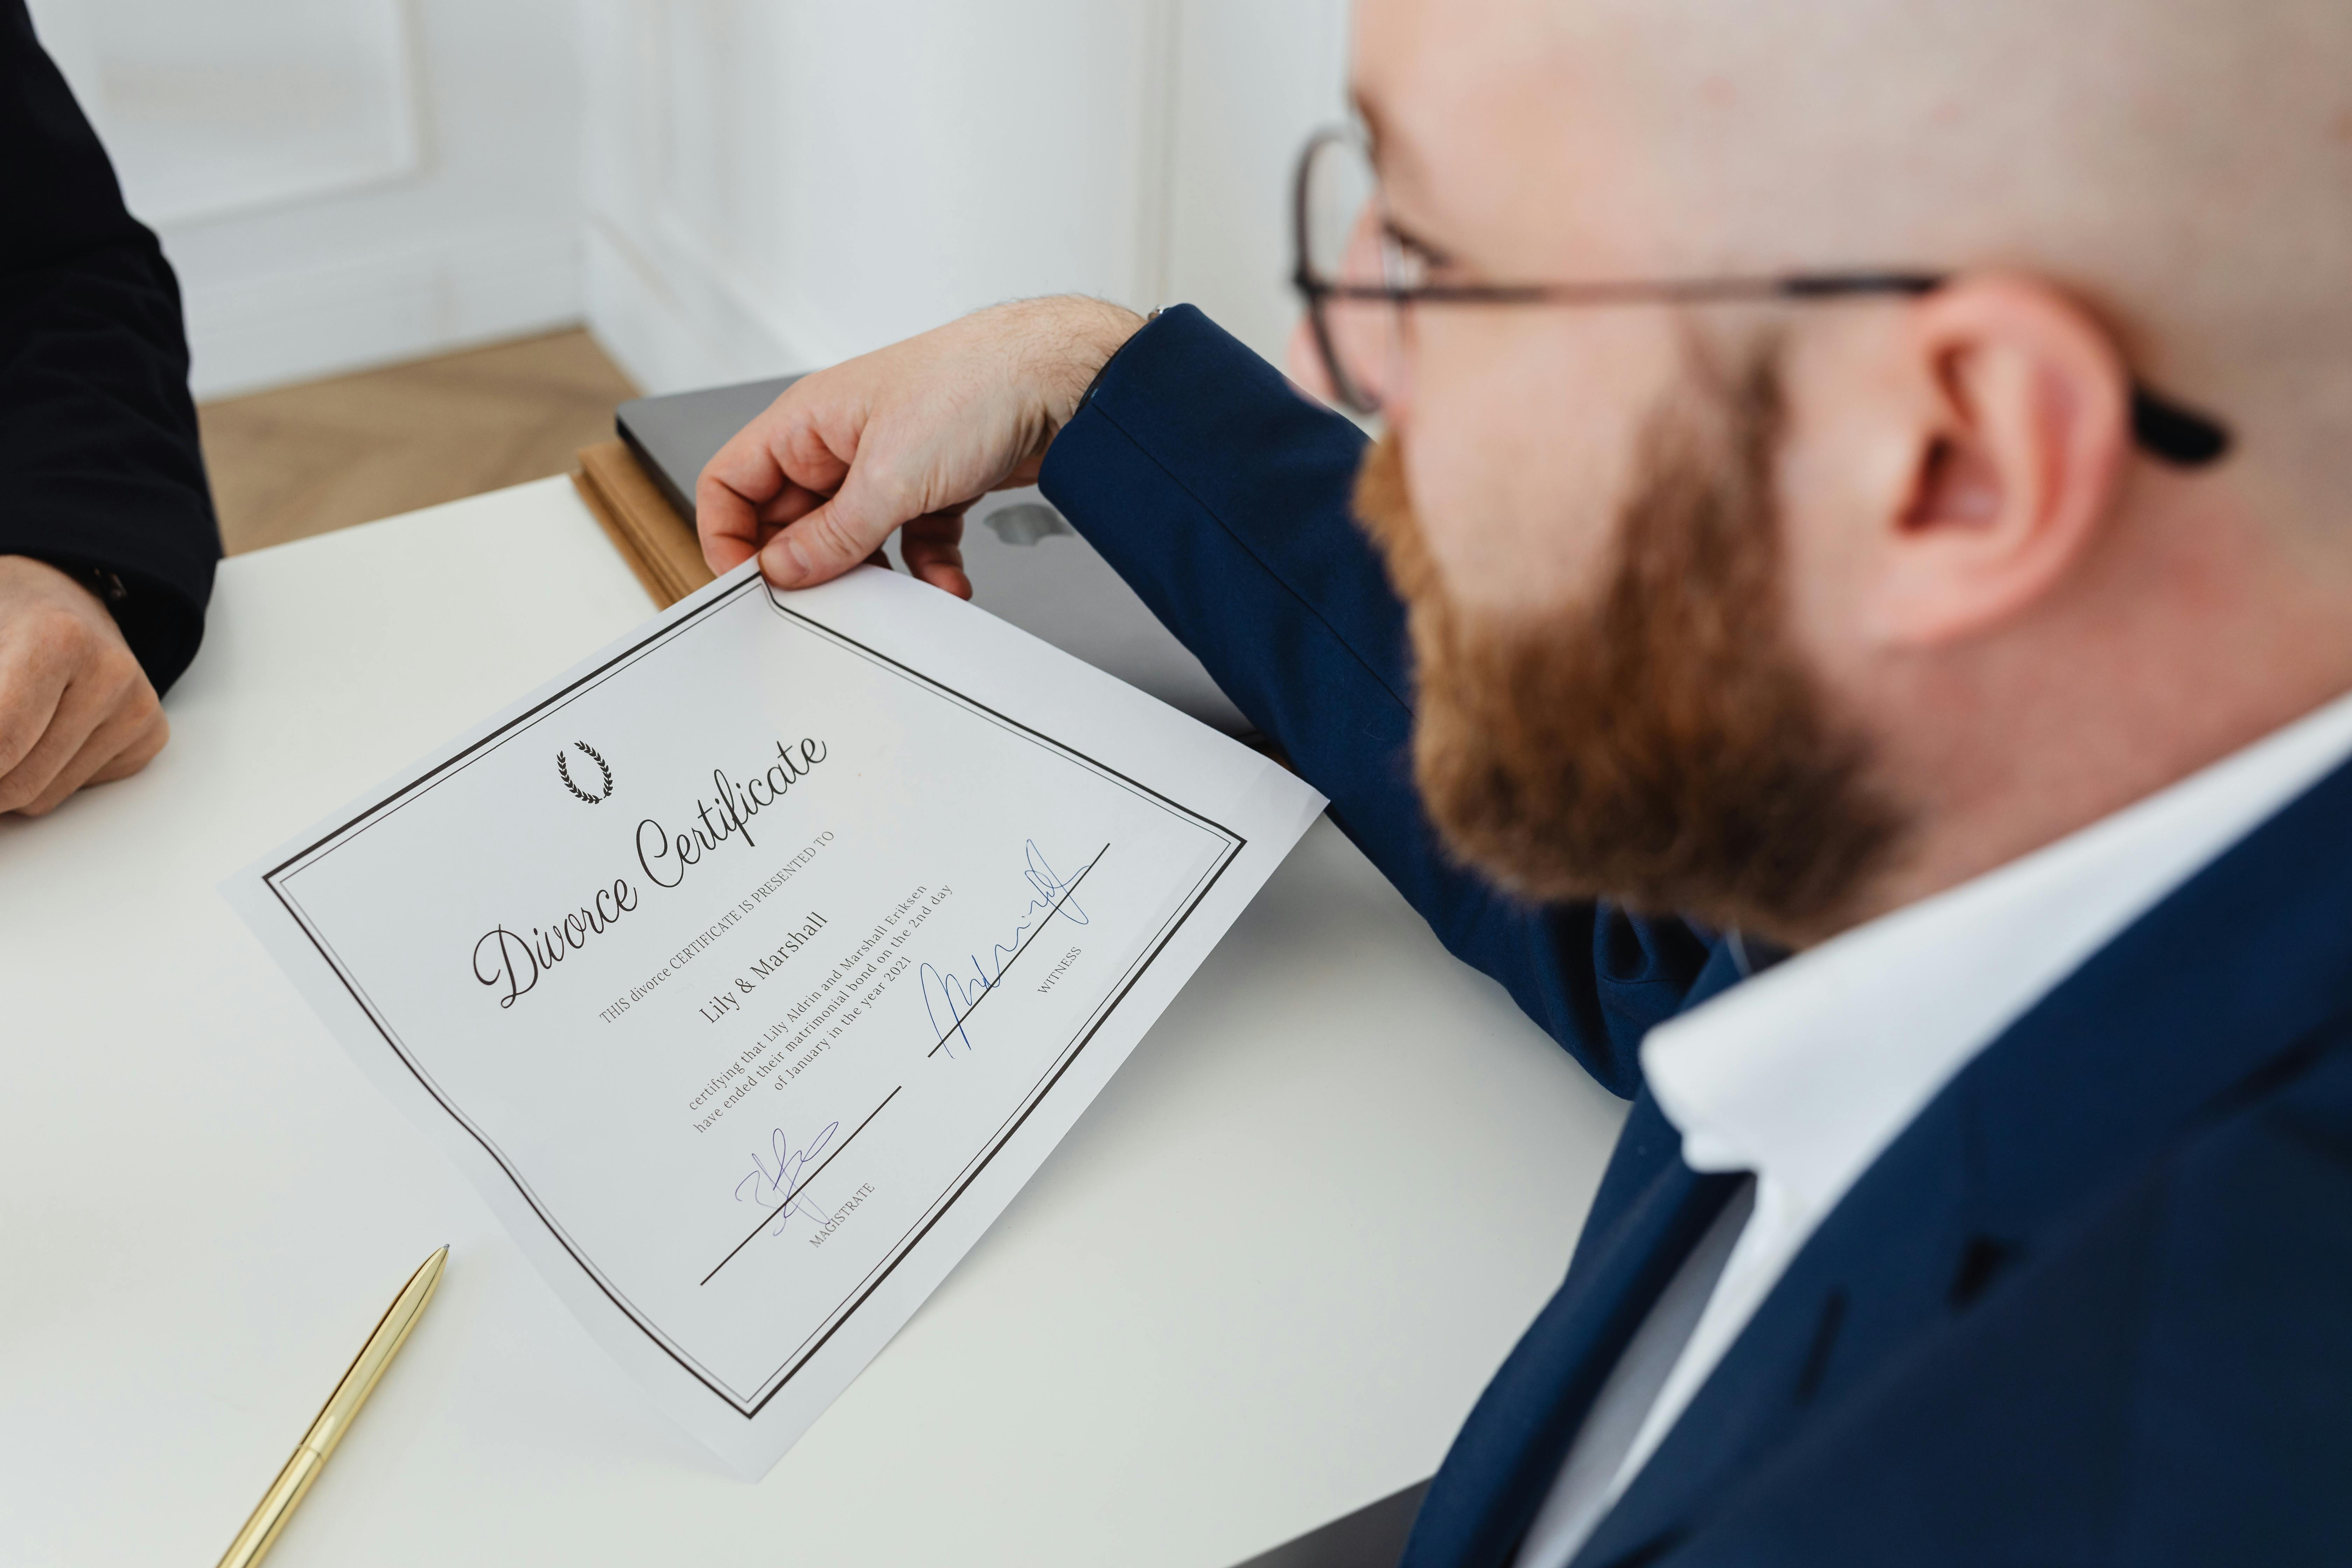 Divorce Certificate
THIS divorce CERTIFICATE IS PRESENTED TO
Lily & Marshall
certifying that Lily Aldrin and Marshall Eriksen
have ended their matrimonial bond on the 2nd day
of January in the year 2021
MAGISTRATE
WITNESS